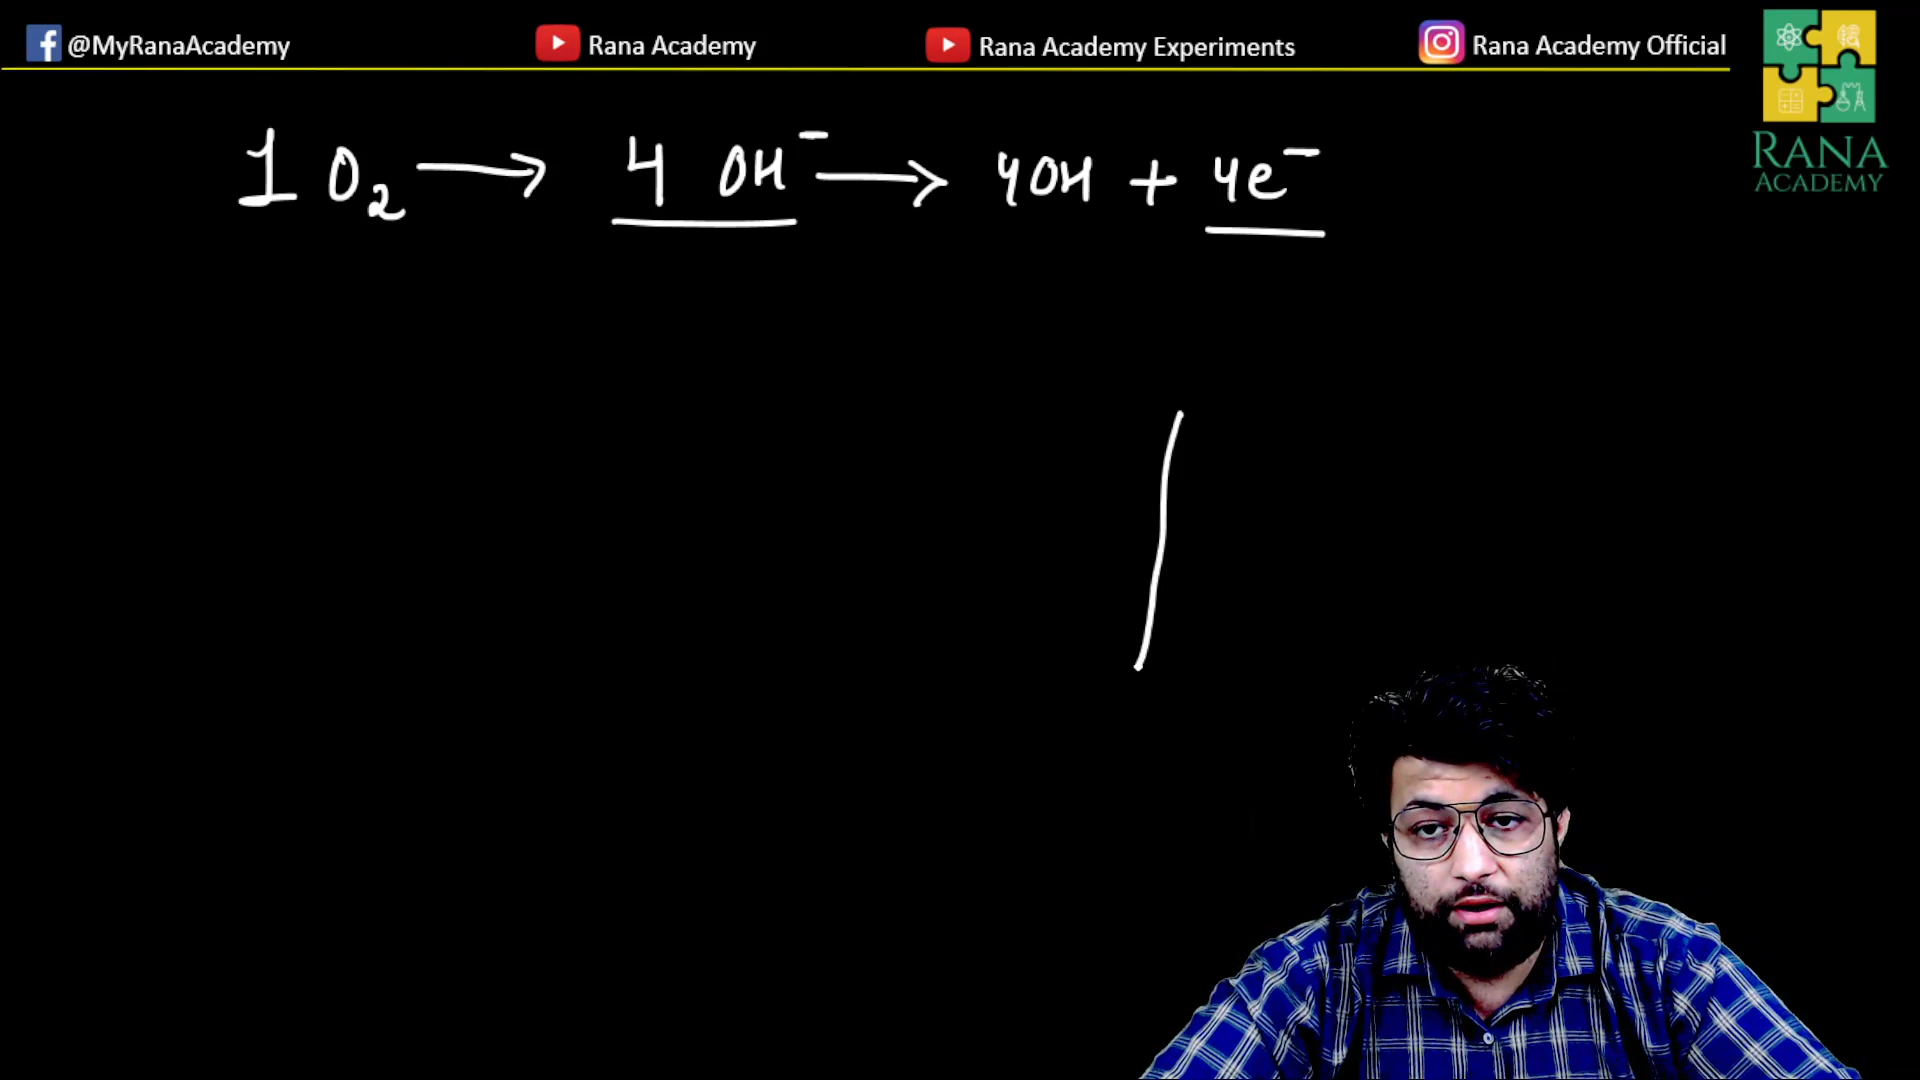 @MyRanaAcademy Rana Academy Rana Academy Experiments Rana Academy Official
RANA
ACADEMY
1 O₂ → 4 OH⁻ → 4OH + 4e⁻